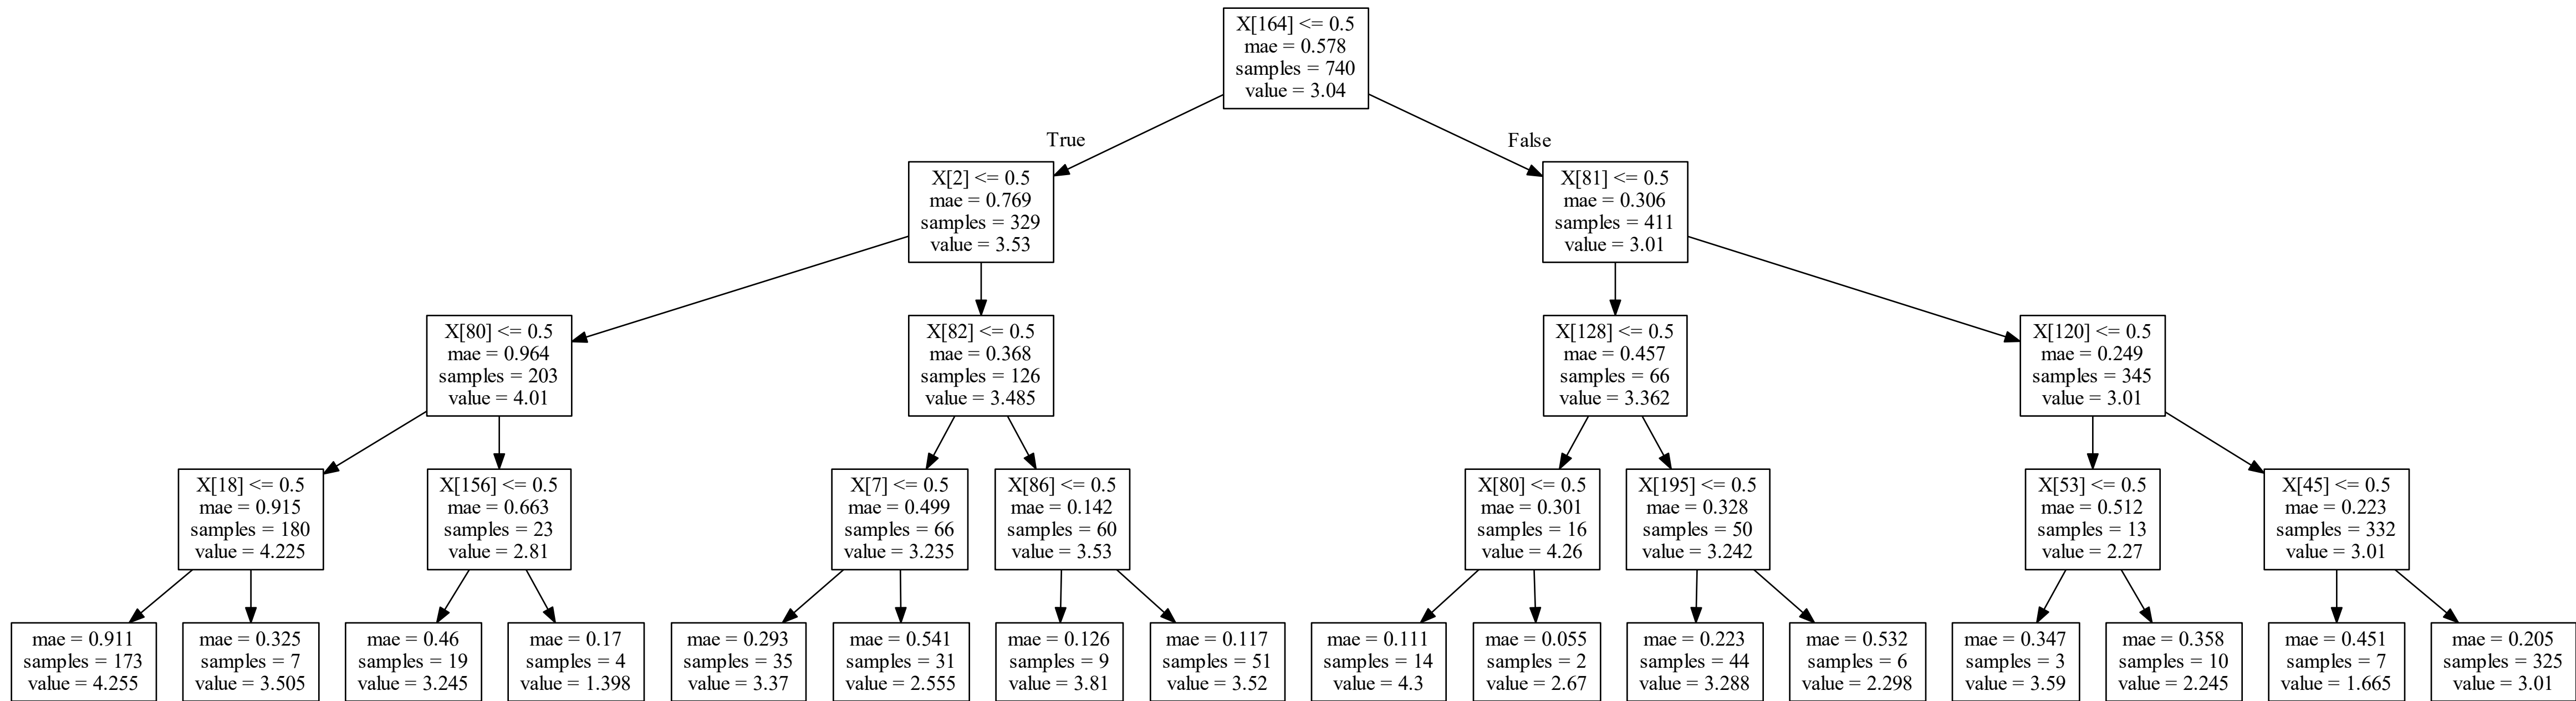 X[164] <= 0.5
mae = 0.578
samples = 740
value = 3.04
True
False
X[2] <= 0.5
mae = 0.769
samples = 329
value = 3.53
X[81] <= 0.5
mae = 0.306
samples = 411
value = 3.01
X[80] <= 0.5
mae = 0.964
samples = 203
value = 4.01
X[82] <= 0.5
mae = 0.368
samples = 126
value = 3.485
X[128] <= 0.5
mae = 0.457
samples = 66
value = 3.362
X[120] <= 0.5
mae = 0.249
samples = 345
value = 3.01
X[18] <= 0.5
mae = 0.915
samples = 180
value = 4.225
X[156] <= 0.5
mae = 0.663
samples = 23
value = 2.81
X[7] <= 0.5
mae = 0.499
samples = 66
value = 3.235
X[86] <= 0.5
mae = 0.142
samples = 60
value = 3.53
X[80] <= 0.5
mae = 0.301
samples = 16
value = 4.26
X[195] <= 0.5
mae = 0.328
samples = 50
value = 3.242
X[53] <= 0.5
mae = 0.512
samples = 13
value = 2.27
X[45] <= 0.5
mae = 0.223
samples = 332
value = 3.01
mae = 0.911
samples = 173
value = 4.255
mae = 0.325
samples = 7
value = 3.505
mae = 0.46
samples = 19
value = 3.245
mae = 0.17
samples = 4
value = 1.398
mae = 0.293
samples = 35
value = 3.37
mae = 0.541
samples = 31
value = 2.555
mae = 0.126
samples = 9
value = 3.81
mae = 0.117
samples = 51
value = 3.52
mae = 0.111
samples = 14
value = 4.3
mae = 0.055
samples = 2
value = 2.67
mae = 0.223
samples = 44
value = 3.288
mae = 0.532
samples = 6
value = 2.298
mae = 0.347
samples = 3
value = 3.59
mae = 0.358
samples = 10
value = 2.245
mae = 0.451
samples = 7
value = 1.665
mae = 0.205
samples = 325
value = 3.01